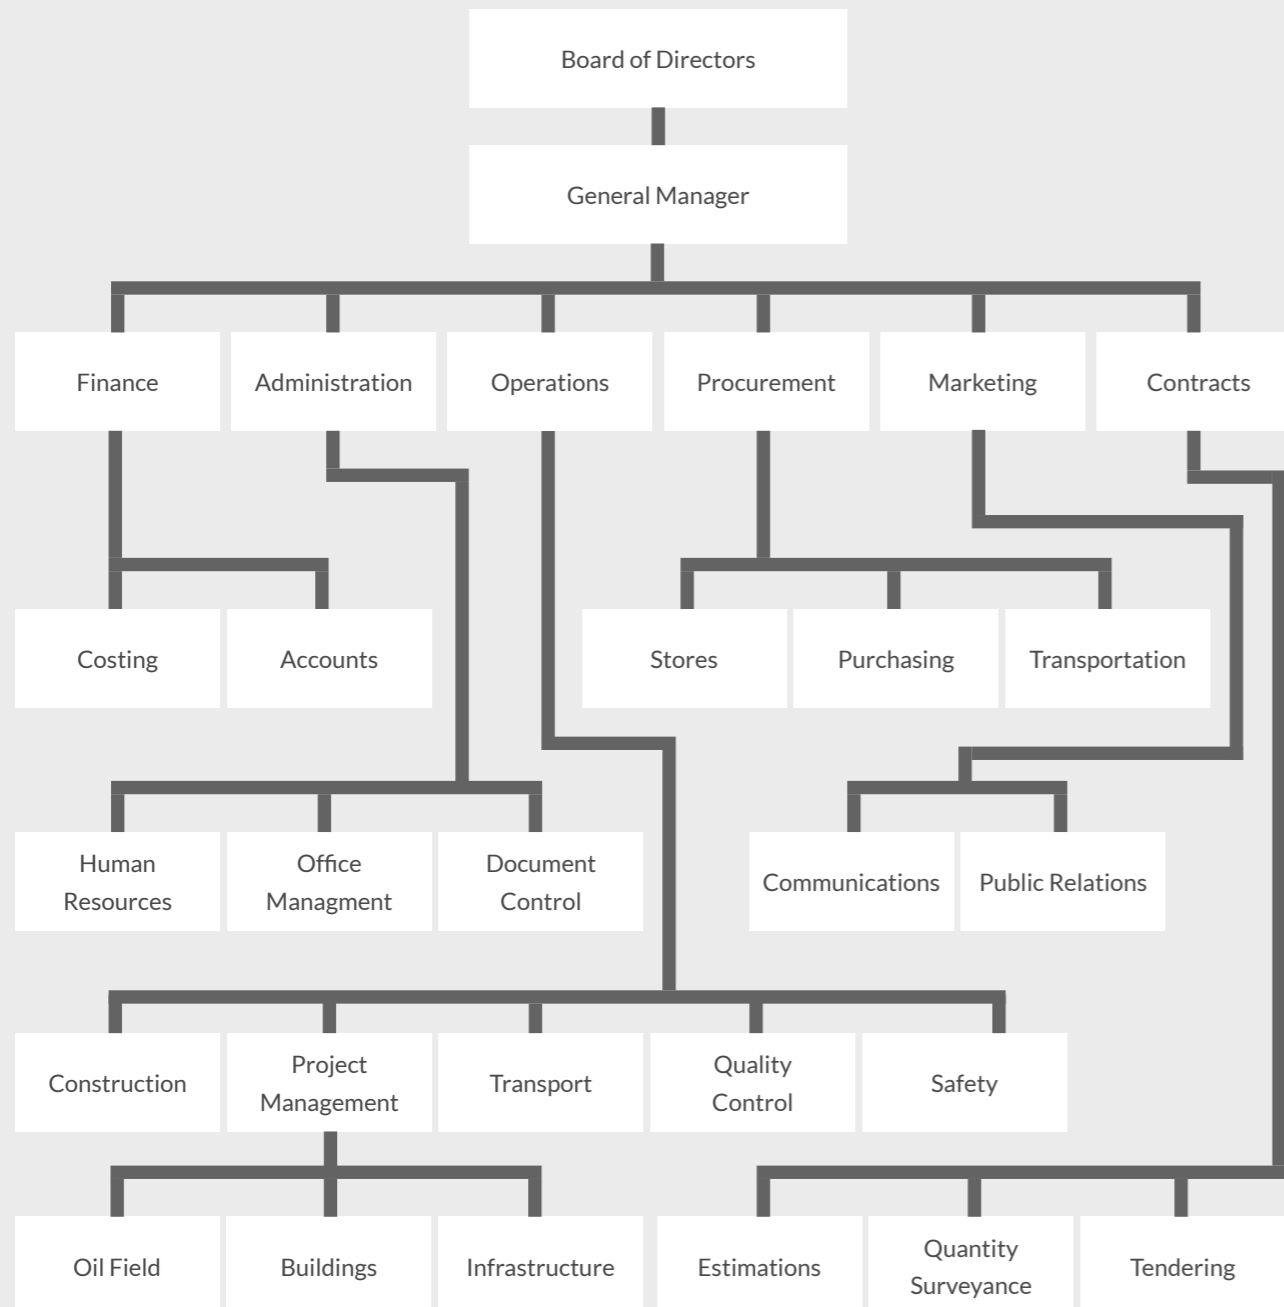 Board of Directors
General Manager
Finance
Administration
Operations
Procurement
Marketing
Contracts
Costing
Accounts
Stores
Purchasing
Transportation
Human
Resources
Office
Managment
Document
Control
Communications
Public Relations
Construction
Project
Management
Transport
Quality
Control
Safety
Oil Field
Buildings
Infrastructure
Estimations
Quantity
Surveyance
Tendering